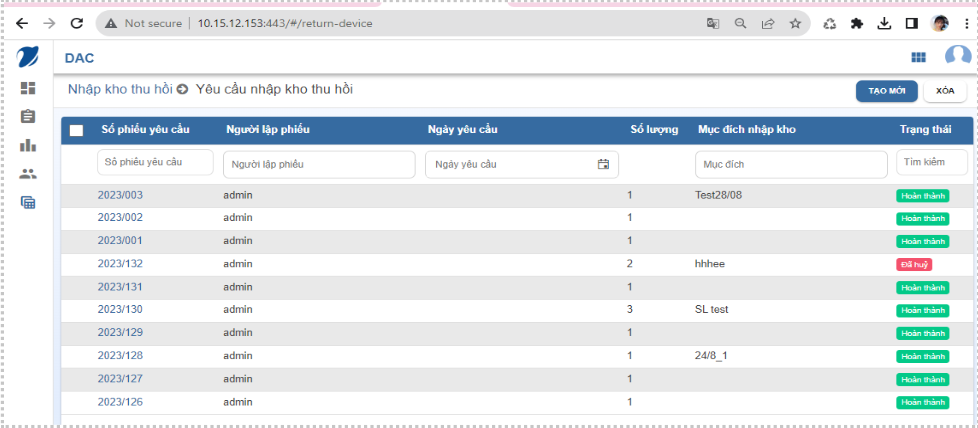 Not secure 10.15.12.153:443/#/return-device
DAC
Nhập kho thu hồi Yêu cầu nhập kho thu hồi
TẠO MỚI XÓA
Số phiếu yêu cầu Người lập phiếu Ngày yêu cầu Số lượng Mục đích nhập kho Trạng thái
Số phiếu yêu cầu Người lập phiếu Ngày yêu cầu Mục đích Tìm kiếm
2023/003 admin 1 Test28/08 Hoàn thành
2023/002 admin 1 Hoàn thành
2023/001 admin 1 Hoàn thành
2023/132 admin 2 hhhee Đã huỷ
2023/131 admin 1 Hoàn thành
2023/130 admin 3 SL test Hoàn thành
2023/129 admin 1 Hoàn thành
2023/128 admin 1 24/8_1 Hoàn thành
2023/127 admin 1 Hoàn thành
2023/126 admin 1 Hoàn thành